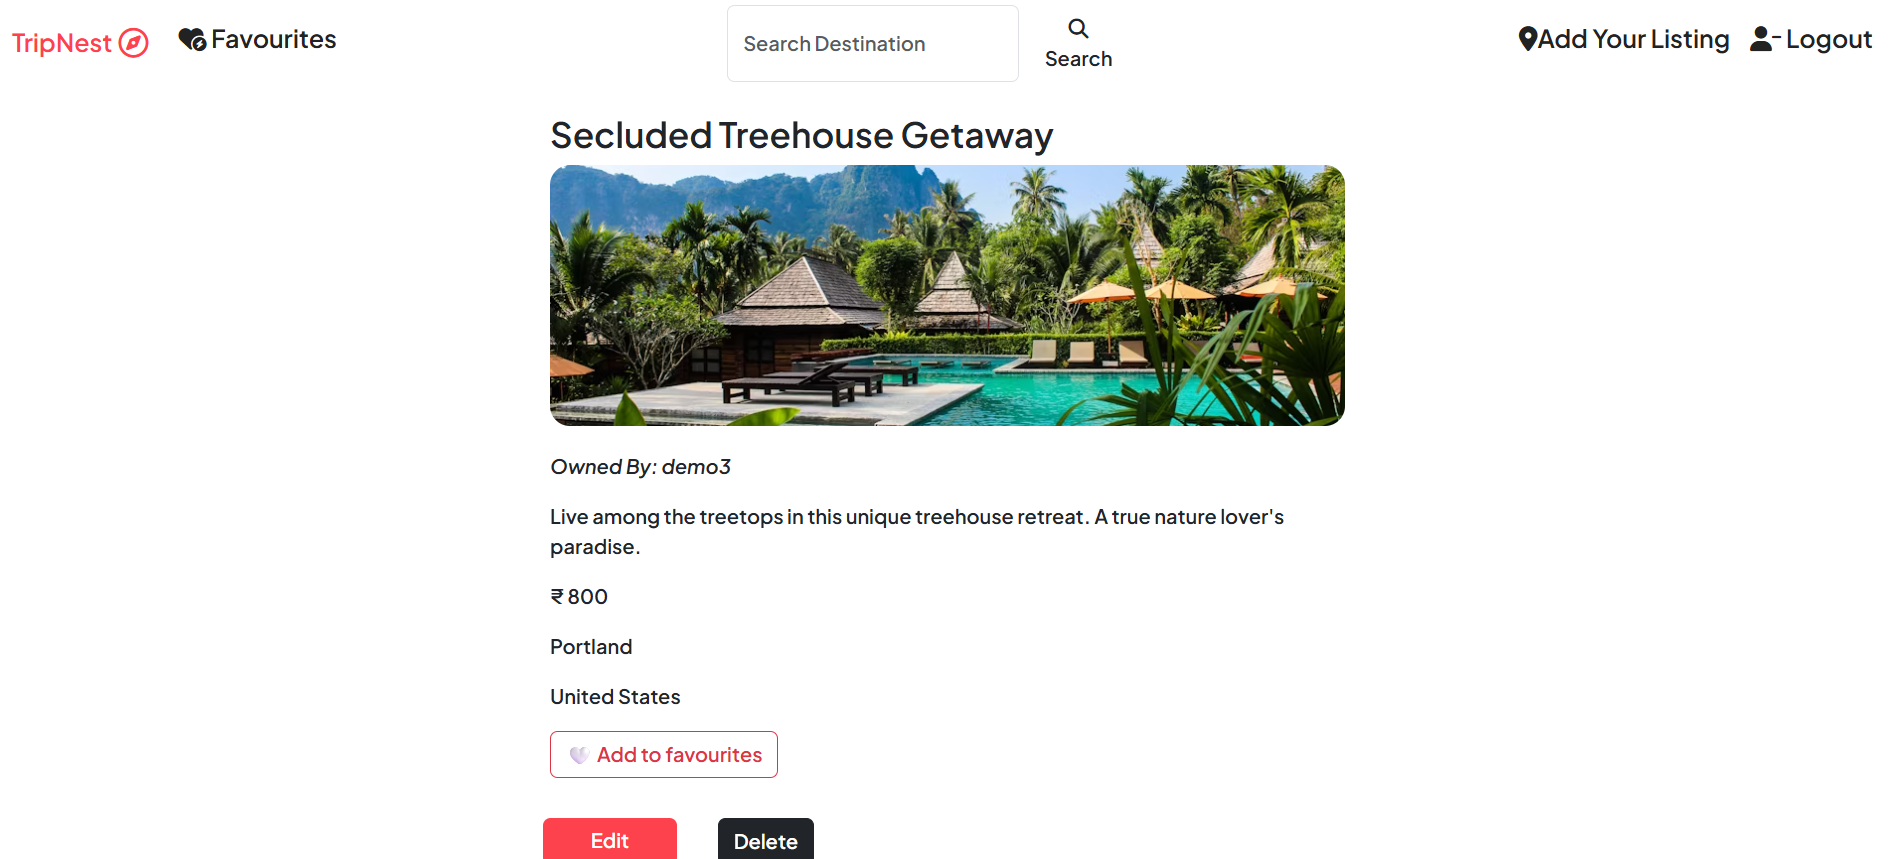 TripNest
Favourites
Search Destination
Search
Add Your Listing
Logout
Secluded Treehouse Getaway
Owned By: demo3
Live among the treetops in this unique treehouse retreat. A true nature lover's
paradise.
₹ 800
Portland
United States
Add to favourites
Edit
Delete